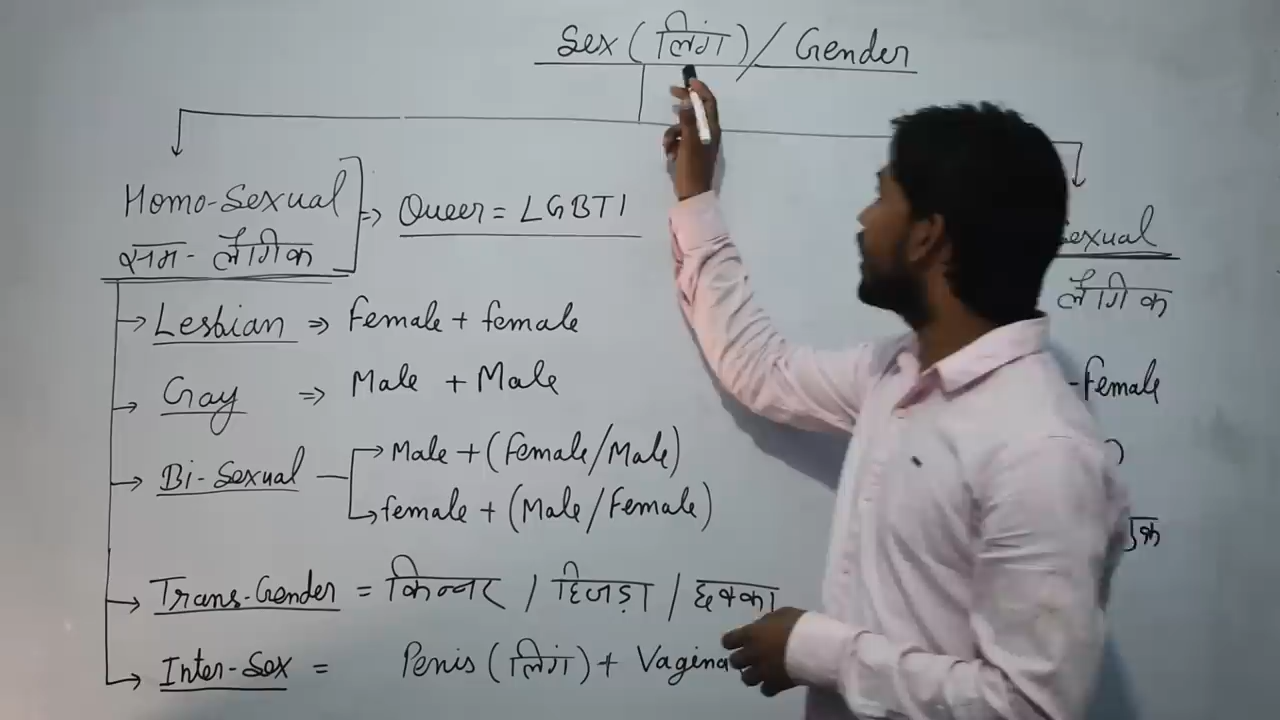 Sex (लिंग) / Gender
Homo-Sexual
सम-लैंगिक
Queer = LGBTI
Sexual
लैंगिक
Lesbian ⇒ Female + female
Gay ⇒ Male + Male
-Female
Bi-Sexual
Male + (Female/Male)
female + (Male/Female)
Trans-Gender = किन्नर / हिजड़ा / छक्का
Inter-Sex = Penis (लिंग) + Vagina